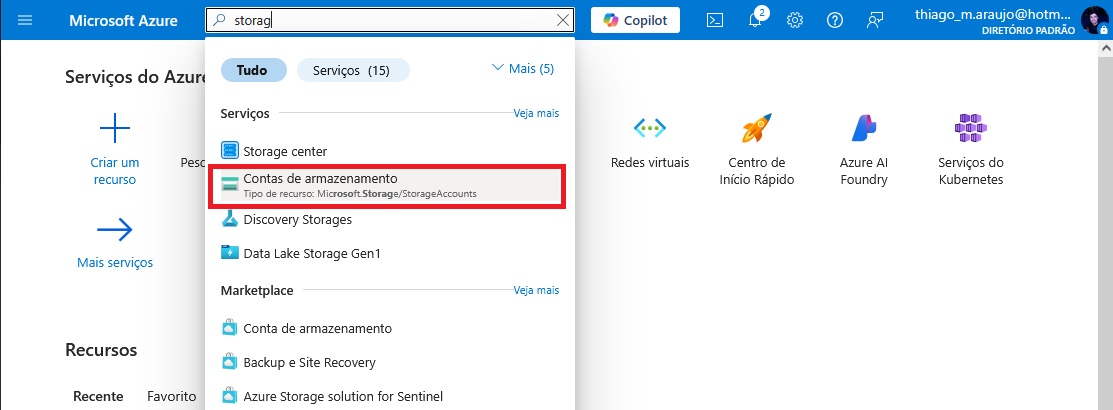 Microsoft Azure
storag
Copilot
2
thiago_m.araujo@hotm...
DIRETÓRIO PADRÃO
Serviços do Azure
Tudo
Serviços (15)
Mais (5)
Serviços
Veja mais
Criar um
recurso
Pesc
Storage center
Contas de armazenamento
Tipo de recurso: Microsoft.Storage/StorageAccounts
Discovery Storages
Data Lake Storage Gen1
Redes virtuais
Centro de
Início Rápido
Azure AI
Foundry
Serviços do
Kubernetes
Mais serviços
Marketplace
Veja mais
Conta de armazenamento
Backup e Site Recovery
Azure Storage solution for Sentinel
Recursos
Recente
Favorito